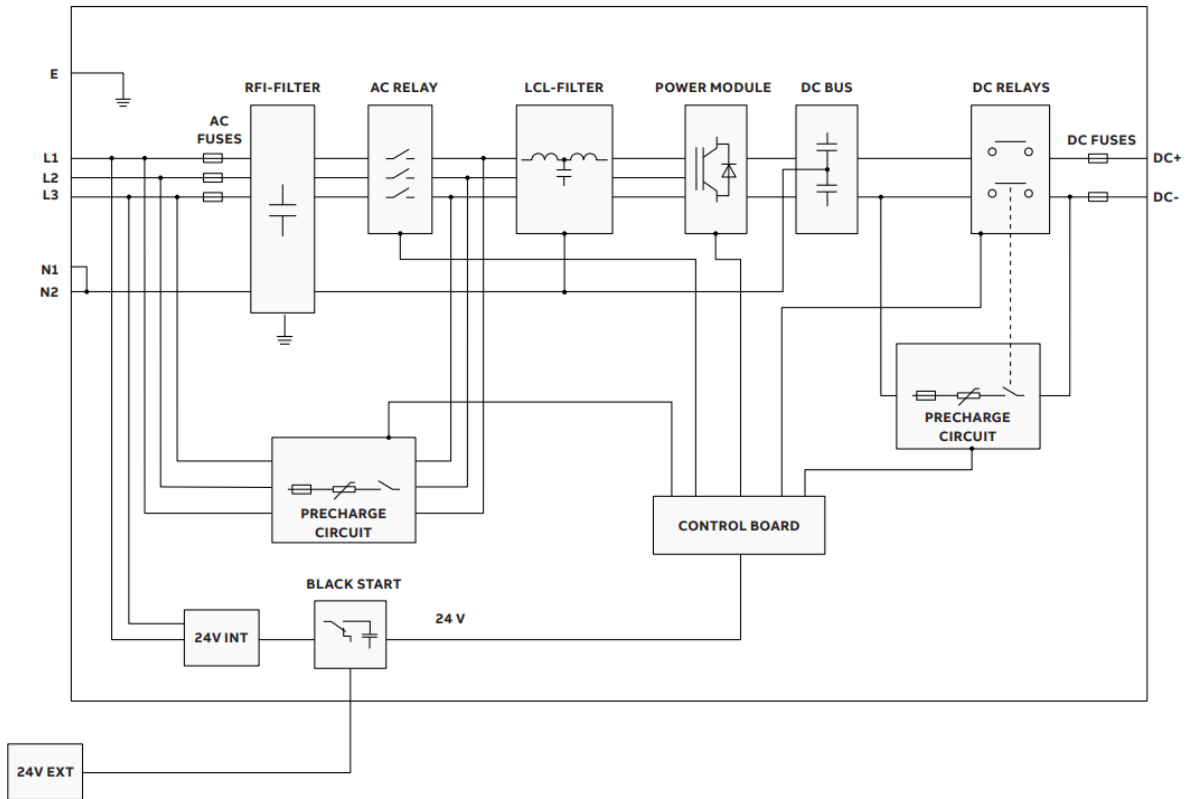 E
RFI-FILTER
AC RELAY
LCL-FILTER
POWER MODULE
DC BUS
DC RELAYS
AC
FUSES
DC FUSES
L1
L2
L3
DC+
DC-
N1
N2
PRECHARGE
CIRCUIT
PRECHARGE
CIRCUIT
CONTROL BOARD
BLACK START
24 V
24V INT
24V EXT